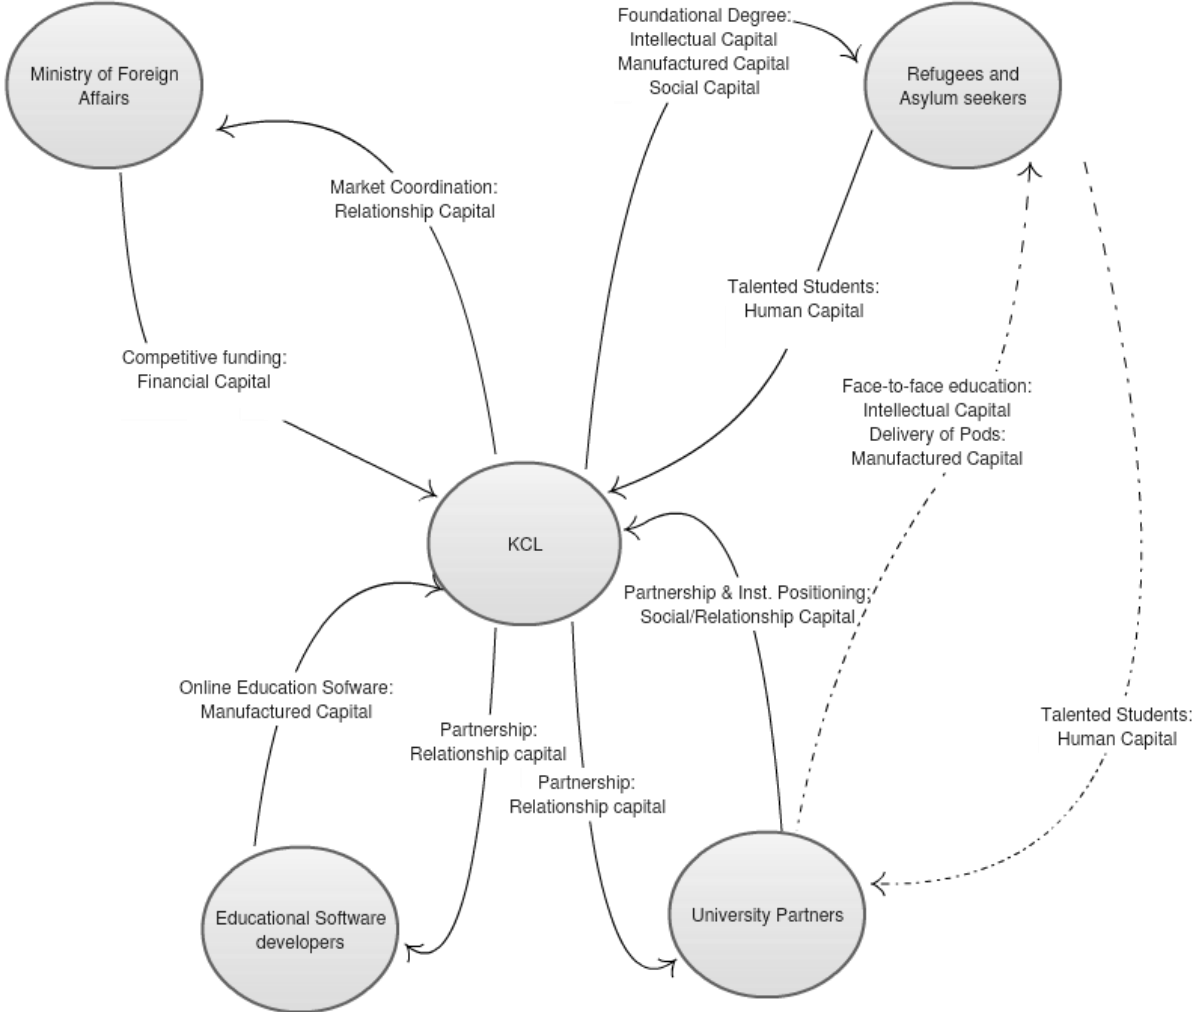 Foundational Degree:
Intellectual Capital
Manufactured Capital
Social Capital
Ministry of Foreign
Affairs
Refugees and
Asylum seekers
Market Coordination:
Relationship Capital
Talented Students:
Human Capital
Competitive funding:
Financial Capital
Face-to-face education:
Intellectual Capital
Delivery of Pods:
Manufactured Capital
KCL
Partnership & Inst. Positioning;
Social/Relationship Capital
Online Education Sofware:
Manufactured Capital
Partnership:
Relationship capital
Talented Students:
Human Capital
Partnership:
Relationship capital
Educational Software
developers
University Partners